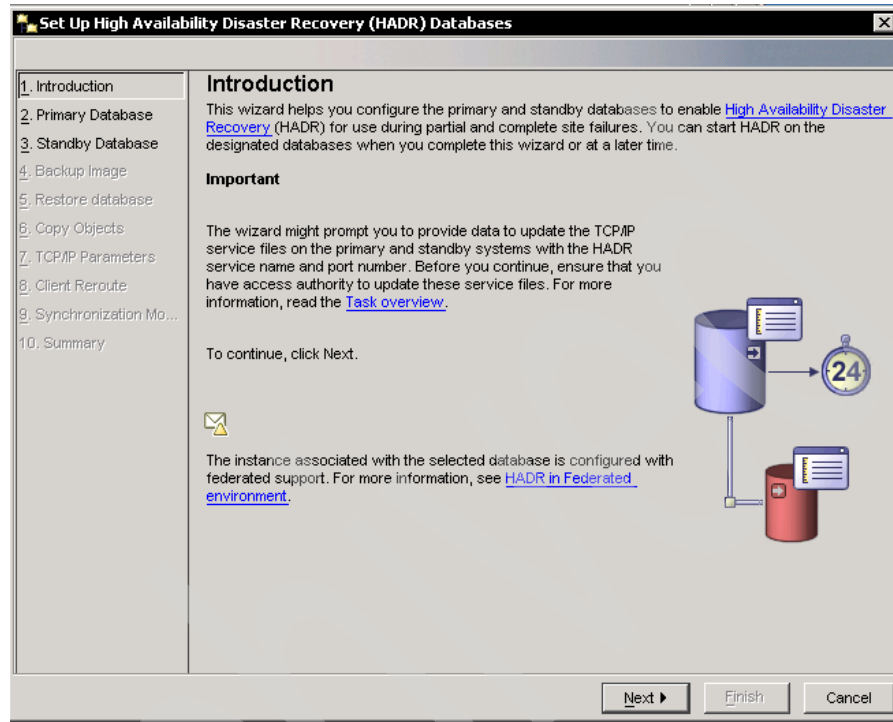 Set Up High Availability Disaster Recovery (HADR) Databases
1. Introduction
2. Primary Database
3. Standby Database
4. Backup Image
5. Restore database
6. Copy Objects
7. TCP/IP Parameters
8. Client Reroute
9. Synchronization Mo...
10. Summary
Introduction
This wizard helps you configure the primary and standby databases to enable High Availability Disaster
Recovery (HADR) for use during partial and complete site failures. You can start HADR on the
designated databases when you complete this wizard or at a later time.
Important
The wizard might prompt you to provide data to update the TCP/IP
service files on the primary and standby systems with the HADR
service name and port number. Before you continue, ensure that you
have access authority to update these service files. For more
information, read the Task overview.
To continue, click Next.
24
The instance associated with the selected database is configured with
federated support. For more information, see HADR in Federated
environment.
Next
Finish
Cancel